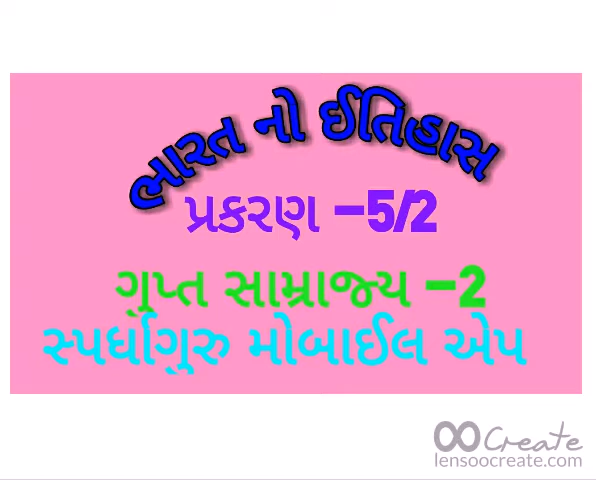 ભારત નો ઈતિહાસ
પ્રકરણ -5/2
ગુપ્ત સામ્રાજ્ય -2
સ્પર્ધાગુરુ મોબાઈલ એપ
Create
lensoocreate.com